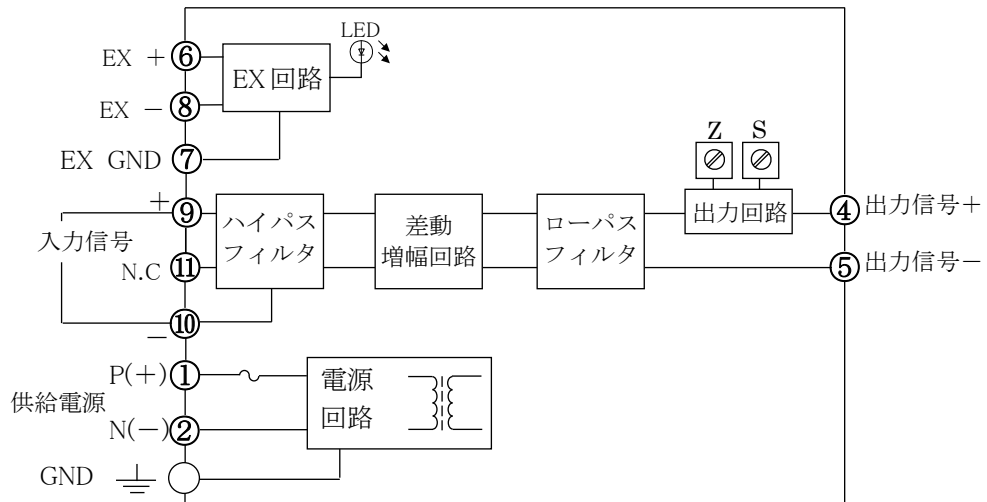 LED
EX + ⑥
EX回路
EX － ⑧
EX GND ⑦
Z S
+ ⑨
ハイパス
フィルタ
差動
増幅回路
ローパス
フィルタ
出力回路
④ 出力信号＋
入力信号
N.C ⑪
⑤ 出力信号－
－ ⑩
P(＋) ①
電源
回路
供給電源
N(－) ②
GND